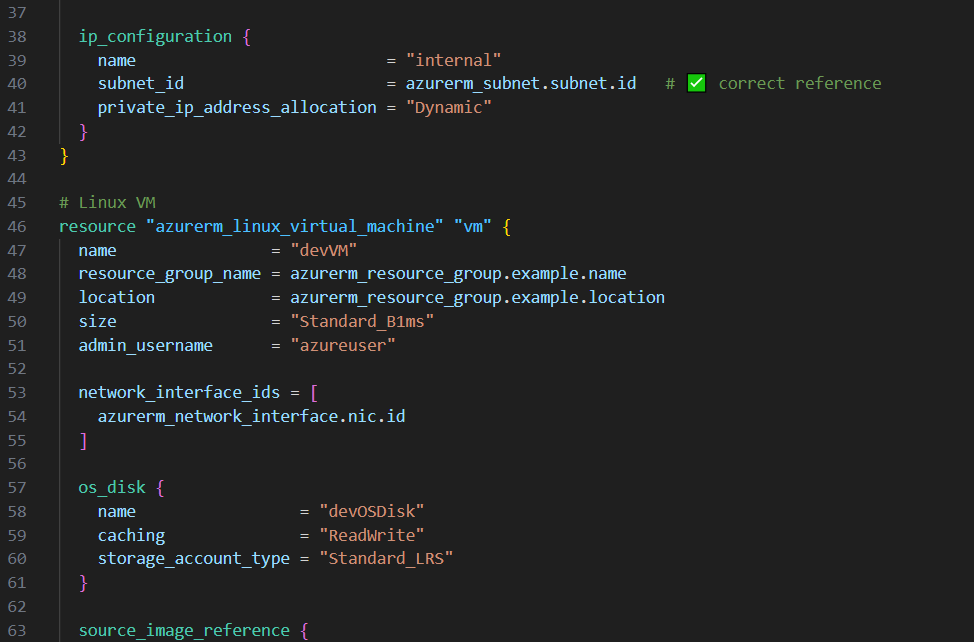 37
38 ip_configuration {
39 name = "internal"
40 subnet_id = azurerm_subnet.subnet.id # ✅ correct reference
41 private_ip_address_allocation = "Dynamic"
42 }
43 }
44
45 # Linux VM
46 resource "azurerm_linux_virtual_machine" "vm" {
47 name = "devVM"
48 resource_group_name = azurerm_resource_group.example.name
49 location = azurerm_resource_group.example.location
50 size = "Standard_B1ms"
51 admin_username = "azureuser"
52
53 network_interface_ids = [
54 azurerm_network_interface.nic.id
55 ]
56
57 os_disk {
58 name = "devOSDisk"
59 caching = "ReadWrite"
60 storage_account_type = "Standard_LRS"
61 }
62
63 source_image_reference {